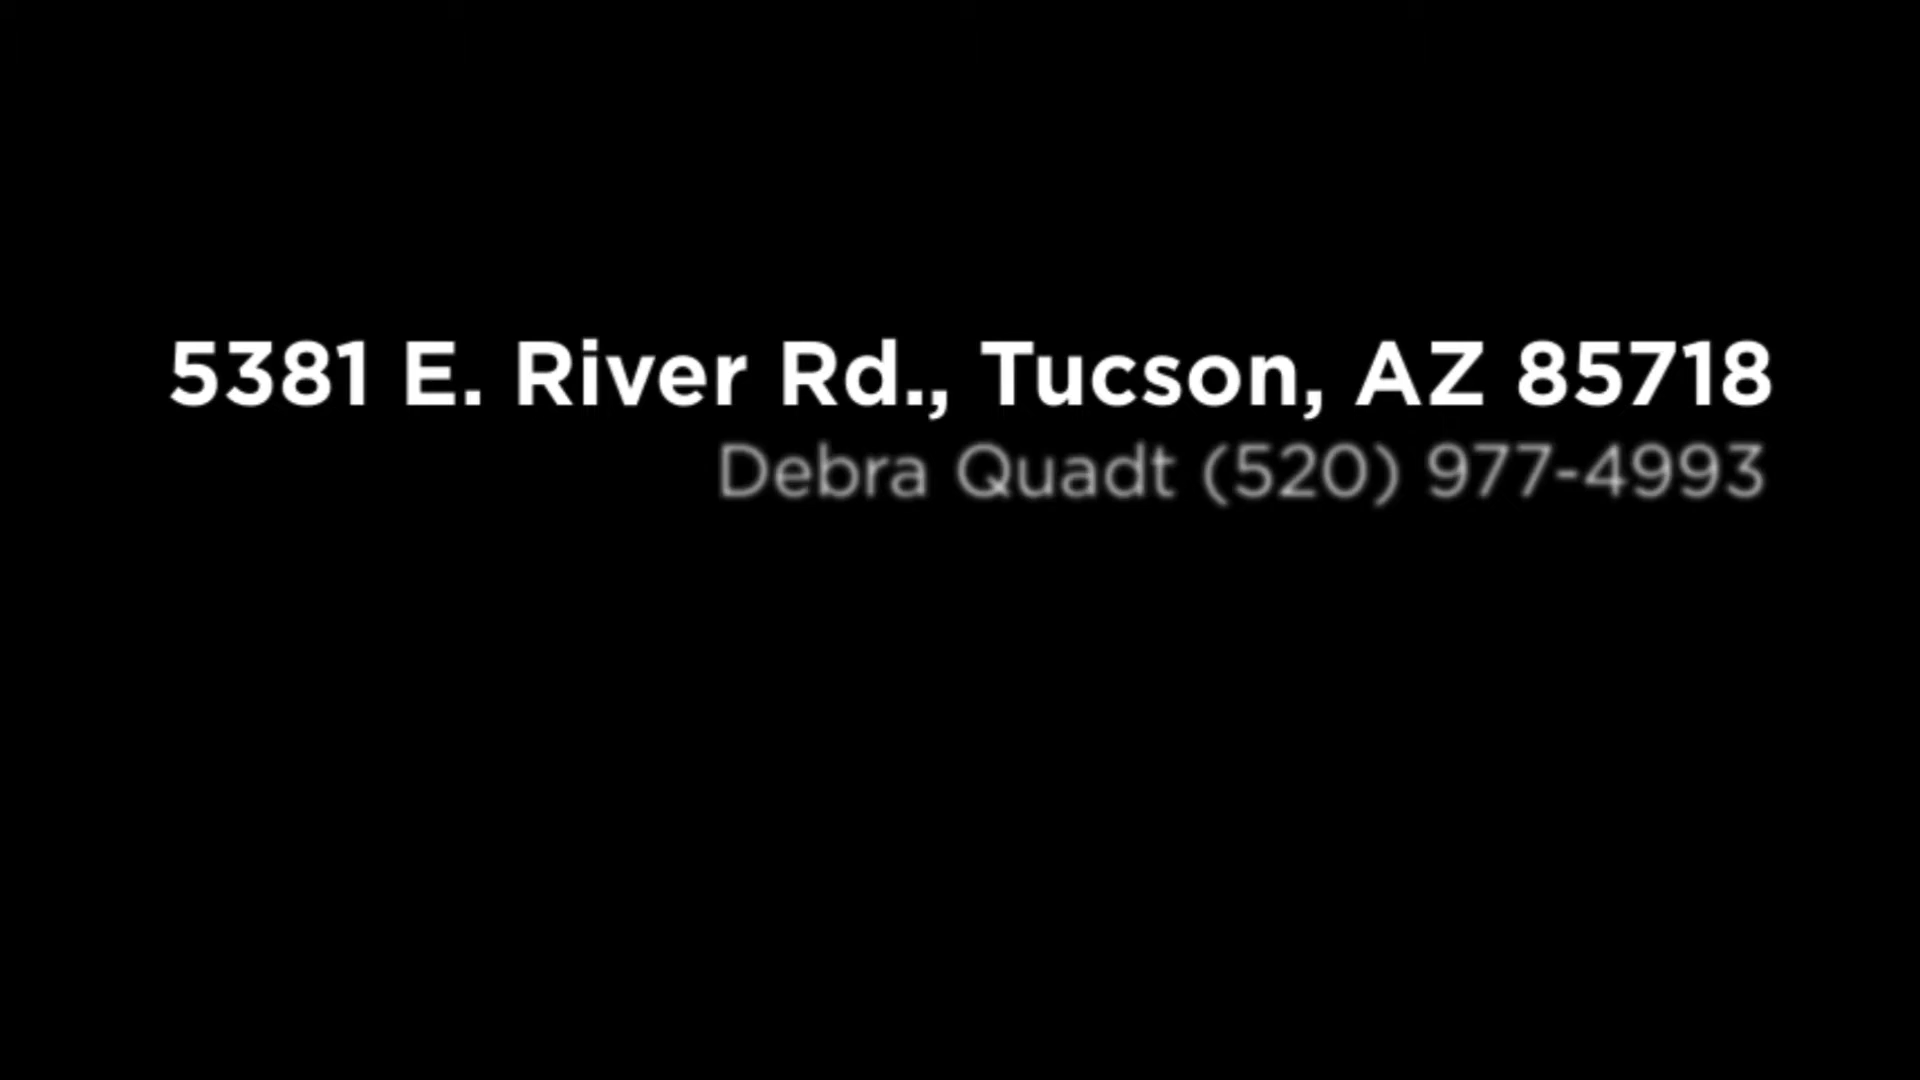 5381 E. River Rd., Tucson, AZ 85718
Debra Quadt (520) 977-4993